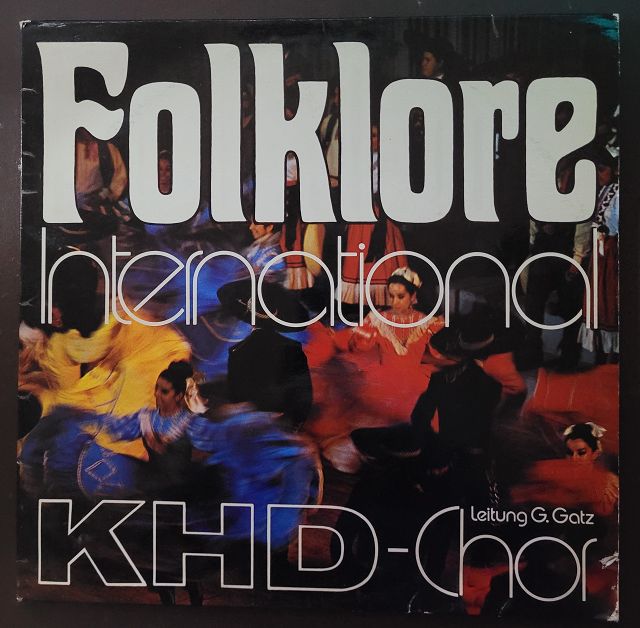 Folklore
International
KHD-Chor
Leitung G. Gatz